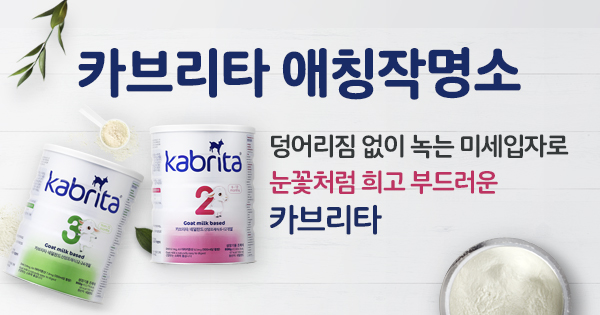 카브리타 애칭작명소
덩어리짐 없이 녹는 미세입자로
눈꽃처럼 희고 부드러운
카브리타
kabrita
2
Goat milk based
kabrita
3
Goat milk based